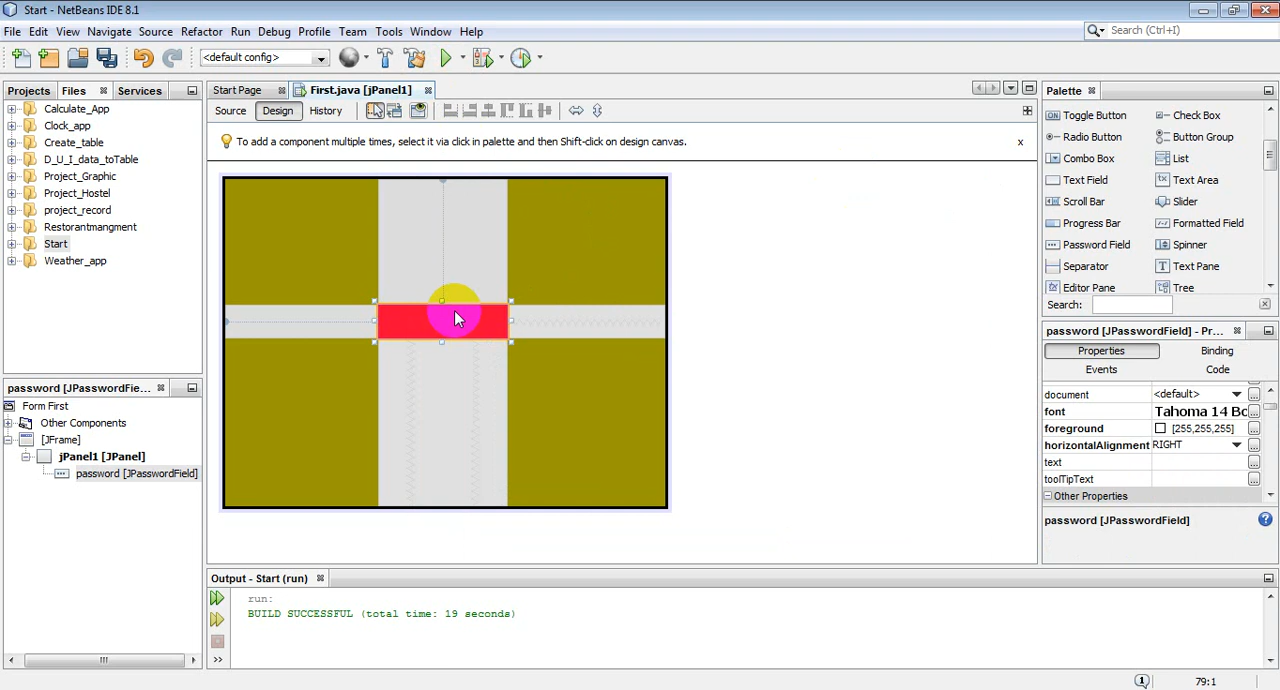 Start - NetBeans IDE 8.1
File Edit View Navigate Source Refactor Run Debug Profile Team Tools Window Help
Search (Ctrl+I)
<default config>
Projects Files Services
Calculate_App
Clock_app
Create_table
D_U_I_data_toTable
Project_Graphic
Project_Hostel
project_record
Restorantmangment
Start
Weather_app
password [JPasswordFie...
Form First
Other Components
[JFrame]
jPanel1 [JPanel]
password [JPasswordField]
Start Page First.java [jPanel1]
Source Design History
To add a component multiple times, select it via click in palette and then Shift-click on design canvas.
x
Output - Start (run)
run:
BUILD SUCCESSFUL (total time: 19 seconds)
>>
Palette
OK Toggle Button Check Box
Radio Button Button Group
Combo Box List
Text Field Text Area
Scroll Bar Slider
Progress Bar Formatted Field
Password Field Spinner
Separator Text Pane
Editor Pane Tree
Search:
password [JPasswordField] - Pr...
Properties Binding
Events Code
document <default>
font Tahoma 14 Bo
foreground [255,255,255]
horizontalAlignment RIGHT
text
toolTipText
Other Properties
password [JPasswordField]
1 79:1